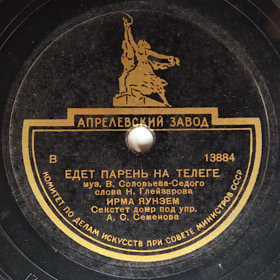 АПРЕЛЕВСКИЙ ЗАВОД
В 13884
ЕДЕТ ПАРЕНЬ НА ТЕЛЕГЕ
муз. В. Соловьева-Седого
слова Н. Глейзарова
ИРМА ЯУНЗЕМ
Секстет домр под упр.
А. С. Семенова
КОМИТЕТ ПО ДЕЛАМ ИСКУССТВ ПРИ СОВЕТЕ МИНИСТРОВ СССР